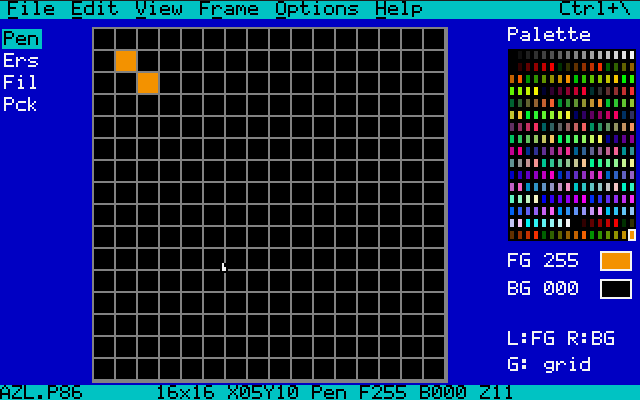 File Edit View Frame Options Help Ctrl+\
Pen
Ers
Fil
Pck
Palette
FG 255
BG 000
L:FG R:BG
G: grid
AZL.P86 16x16 X05Y10 Pen F255 B000 Z11